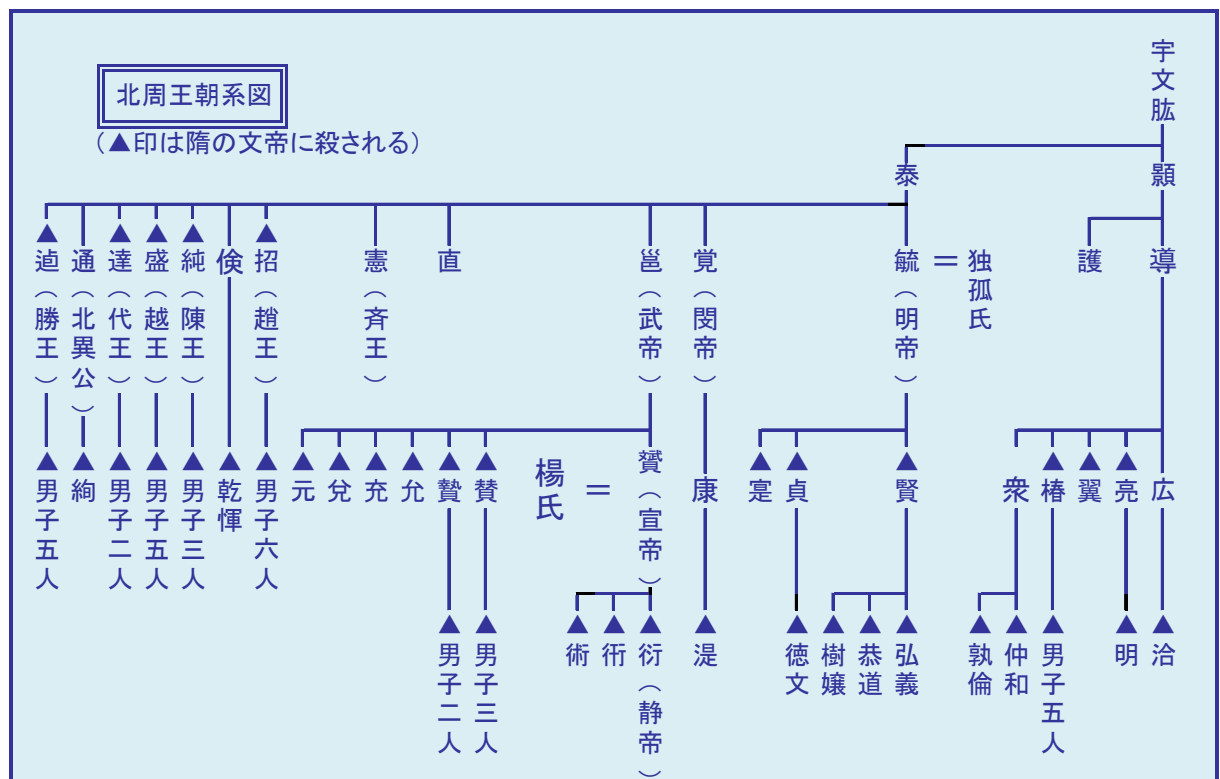 北周王朝系図
(▲印は隋の文帝に殺される)
宇文肱
顥
泰
導
護
独孤氏
=
毓(明帝)
覚(閔帝)
邕(武帝)
直
憲(斉王)
▲招(趙王)
倹
▲純(陳王)
▲盛(越王)
▲達(代王)
通(北異公)
▲逌(勝王)
広
▲亮
▲翼
▲椿
衆
▲賢
▲貞
▲寔
康
贇(宣帝)
=
楊氏
▲賛
▲贄
▲允
▲充
▲兌
▲元
▲男子六人
▲乾惲
▲男子三人
▲男子五人
▲男子二人
▲絢
▲男子五人
▲洽
▲明
▲男子五人
▲仲和
▲孰倫
▲弘義
▲恭道
▲樹嬢
▲徳文
▲湜
▲衍(静帝)
▲術
▲男子三人
▲男子二人